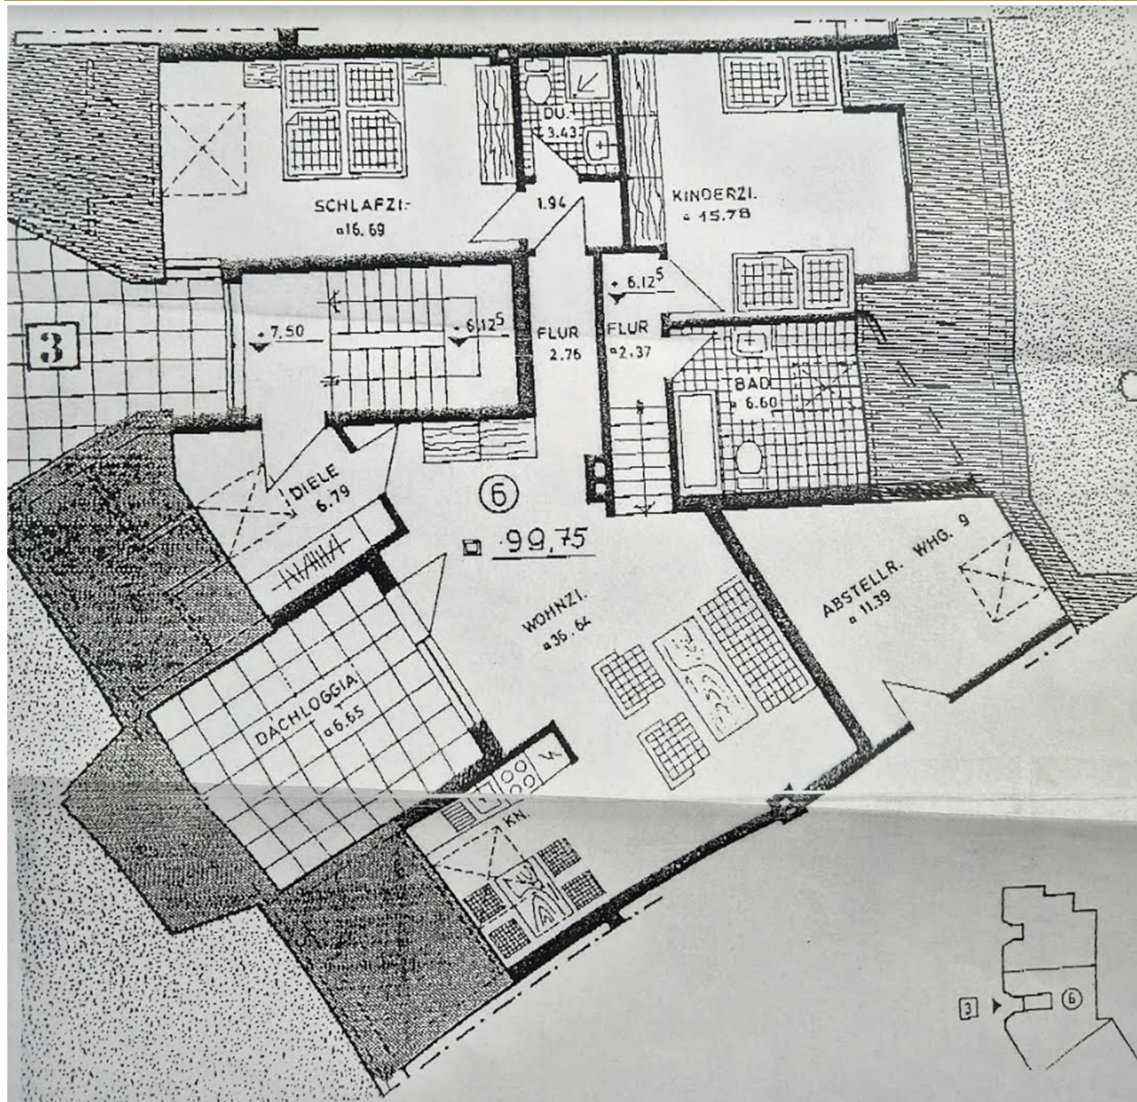 DU.
3.43
SCHLAFZI.
16.69
1.94
KINDERZI.
15.78
3
+7,50
+6,12⁵
FLUR
2.76
+6.12⁵
FLUR
2.37
BAD
6.60
DIELE
6.79
6
99,75
WOHNZI.
36.64
ABSTELLR. WHG. 9
11.39
DACHLOGGIA
6.65
KN.
3
6